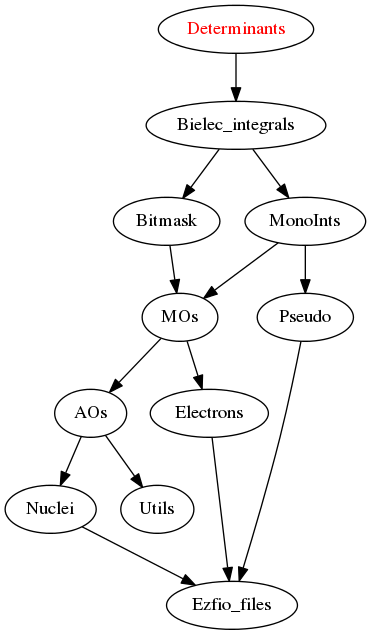 Determinants
Bielec_integrals
Bitmask
MonoInts
MOs
Pseudo
AOs
Electrons
Nuclei
Utils
Ezfio_files